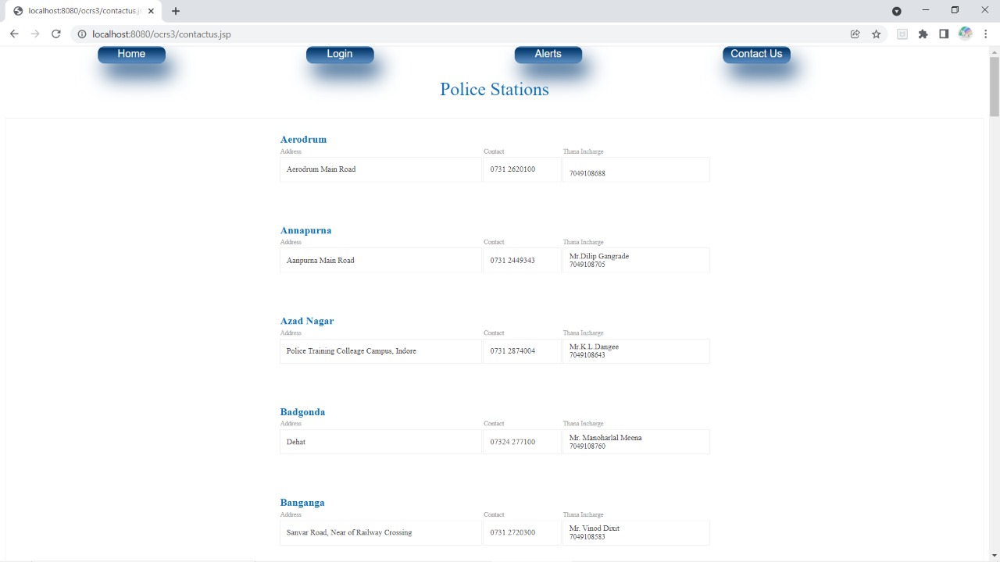 localhost:8080/ocrs3/contactus.js
localhost:8080/ocrs3/contactus.jsp
Home Login Alerts Contact Us
Police Stations
Aerodrum
Address Contact Thana Incharge
Aerodrum Main Road 0731 2620100 7049108688
Annapurna
Address Contact Thana Incharge
Aanpurna Main Road 0731 2449343 Mr.Dilip Gangrade
7049108705
Azad Nagar
Address Contact Thana Incharge
Police Training Colleage Campus, Indore 0731 2874004 Mr.K.L.Dangee
7049108643
Badgonda
Address Contact Thana Incharge
Dehat 07324 277100 Mr. Manoharlal Meena
7049108760
Banganga
Address Contact Thana Incharge
Sanvar Road, Near of Railway Crossing 0731 2720300 Mr. Vinod Dixit
7049108583